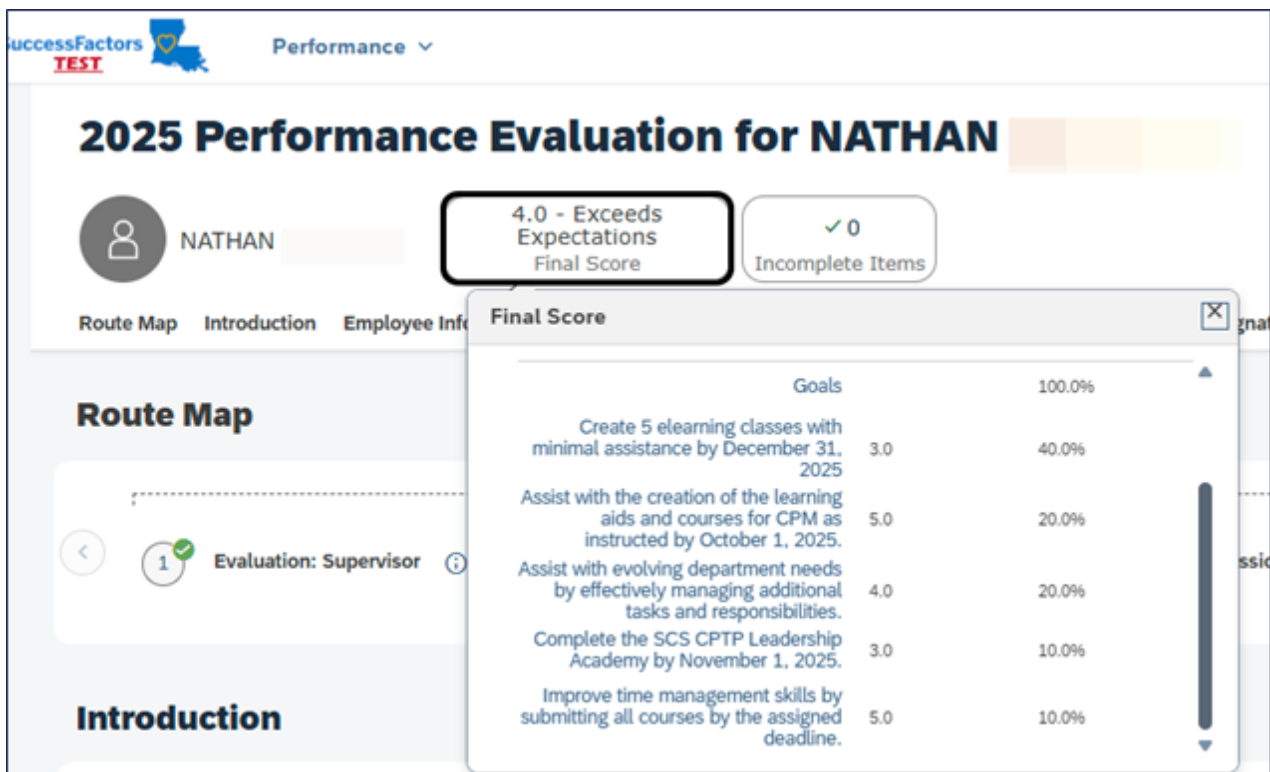 SuccessFactors
TEST
Performance
2025 Performance Evaluation for NATHAN
NATHAN
4.0 - Exceeds
Expectations
Final Score
0
Incomplete Items
Route Map Introduction Employee Info
Final Score
Goals 100.0%
Create 5 elearning classes with
minimal assistance by December 31, 3.0 40.0%
2025
Assist with the creation of the learning
aids and courses for CPM as 5.0 20.0%
instructed by October 1, 2025.
Assist with evolving department needs
by effectively managing additional 4.0 20.0%
tasks and responsibilities.
Complete the SCS CPTP Leadership
Academy by November 1, 2025. 3.0 10.0%
Improve time management skills by
submitting all courses by the assigned 5.0 10.0%
deadline.
Route Map
1 Evaluation: Supervisor
Introduction